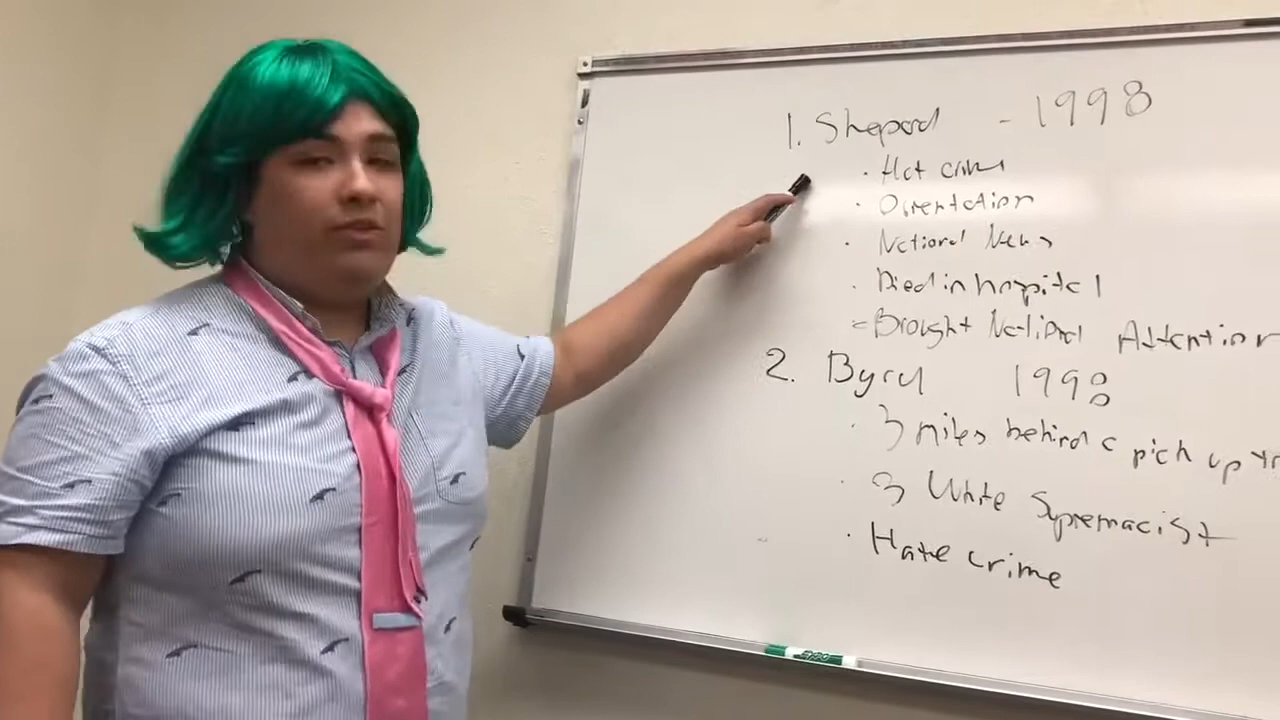 1. Shepard - 1998
· Hat crime
· Orientation
· National News
· Died in hospital
- Brought National Attention
2. Byrd 1998
· 3 miles behind a pick up tr
· 3 White Supremacist
· Hate crime
EXPO